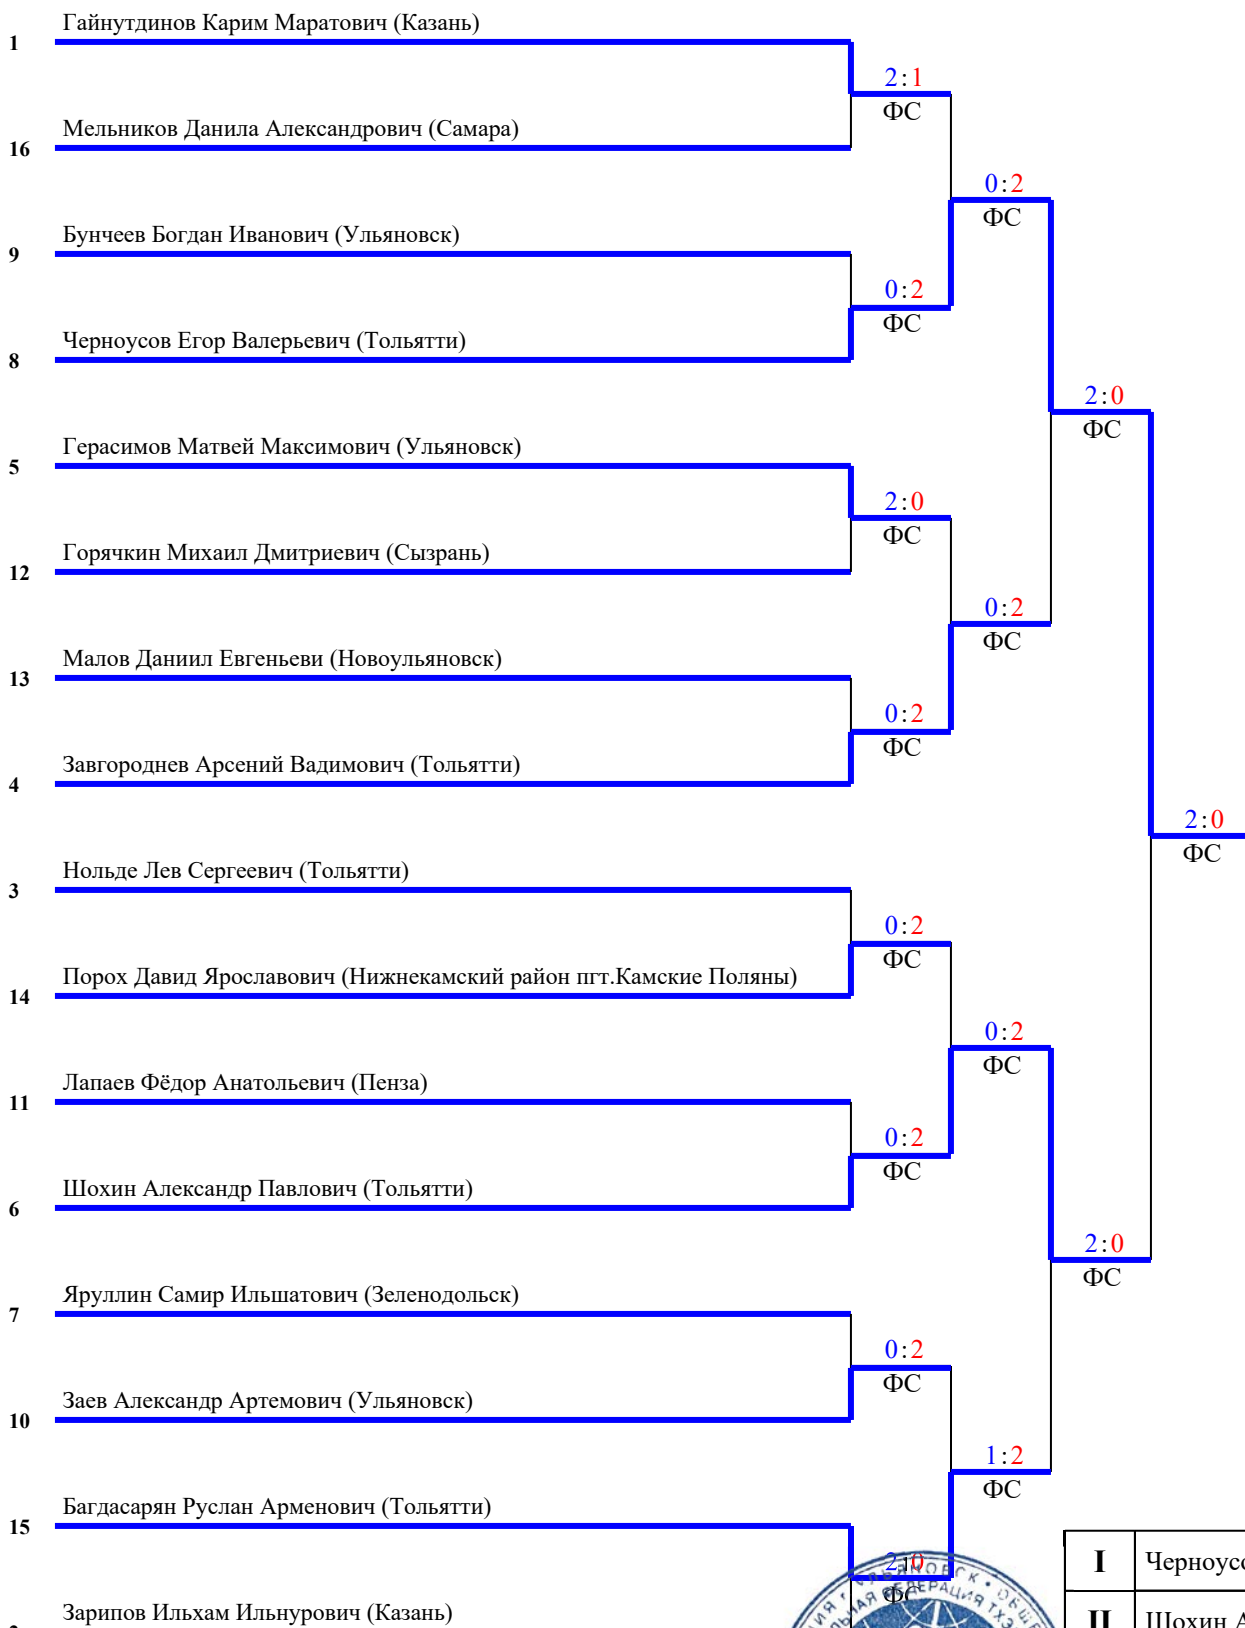 Гайнутдинов Карим Маратович (Казань)
1
2:1
ФС
Мельников Данила Александрович (Самара)
16
0:2
ФС
Бунчеев Богдан Иванович (Ульяновск)
9
0:2
ФС
Черноусов Егор Валерьевич (Тольятти)
8
2:0
ФС
Герасимов Матвей Максимович (Ульяновск)
5
2:0
ФС
Горячкин Михаил Дмитриевич (Сызрань)
12
0:2
ФС
Малов Даниил Евгеньеви (Новоульяновск)
13
0:2
ФС
Завгороднев Арсений Вадимович (Тольятти)
4
2:0
ФС
Нольде Лев Сергеевич (Тольятти)
3
0:2
ФС
Порох Давид Ярославович (Нижнекамский район пгт.Камские Поляны)
14
0:2
ФС
Лапаев Фёдор Анатольевич (Пенза)
11
0:2
ФС
Шохин Александр Павлович (Тольятти)
6
2:0
ФС
Яруллин Самир Ильшатович (Зеленодольск)
7
0:2
ФС
Заев Александр Артемович (Ульяновск)
10
1:2
ФС
Багдасарян Руслан Арменович (Тольятти)
15
2:0
ФС
I Черноусо
Зарипов Ильхам Ильнурович (Казань)
II Шохин А